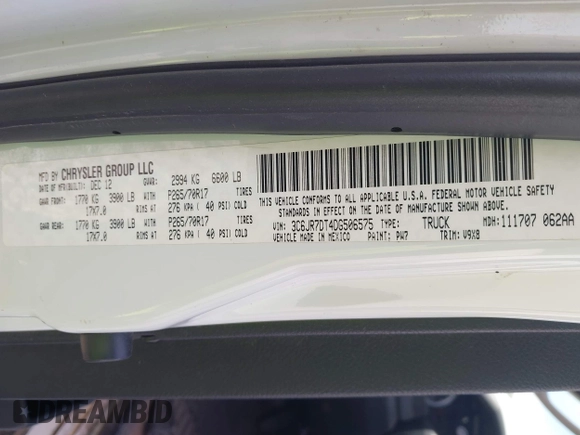 MFD BY CHRYSLER GROUP LLC
DATE OF MFR(BUILT): DEC 12 GVWR: 2994 KG 6600 LB
GAWR FRONT: 1770 KG 3900 LB P265/70R17 TIRES
17X7.0 RIMS AT 276 KPA ( 40 PSI) COLD
GAWR REAR: 1770 KG 3900 LB P265/70R17 TIRES
17X7.0 RIMS AT 276 KPA ( 40 PSI) COLD
THIS VEHICLE CONFORMS TO ALL APPLICABLE U.S.A. FEDERAL MOTOR VEHICLE SAFETY
STANDARDS IN EFFECT ON THE DATE OF MANUFACTURE SHOWN ABOVE.
VIN: 3C6JR7DT4DG506575 TYPE: TRUCK MDH: 111707 062AA
VEHICLE MADE IN MEXICO PAINT: PW7 TRIM: V9X8
DREAMBID